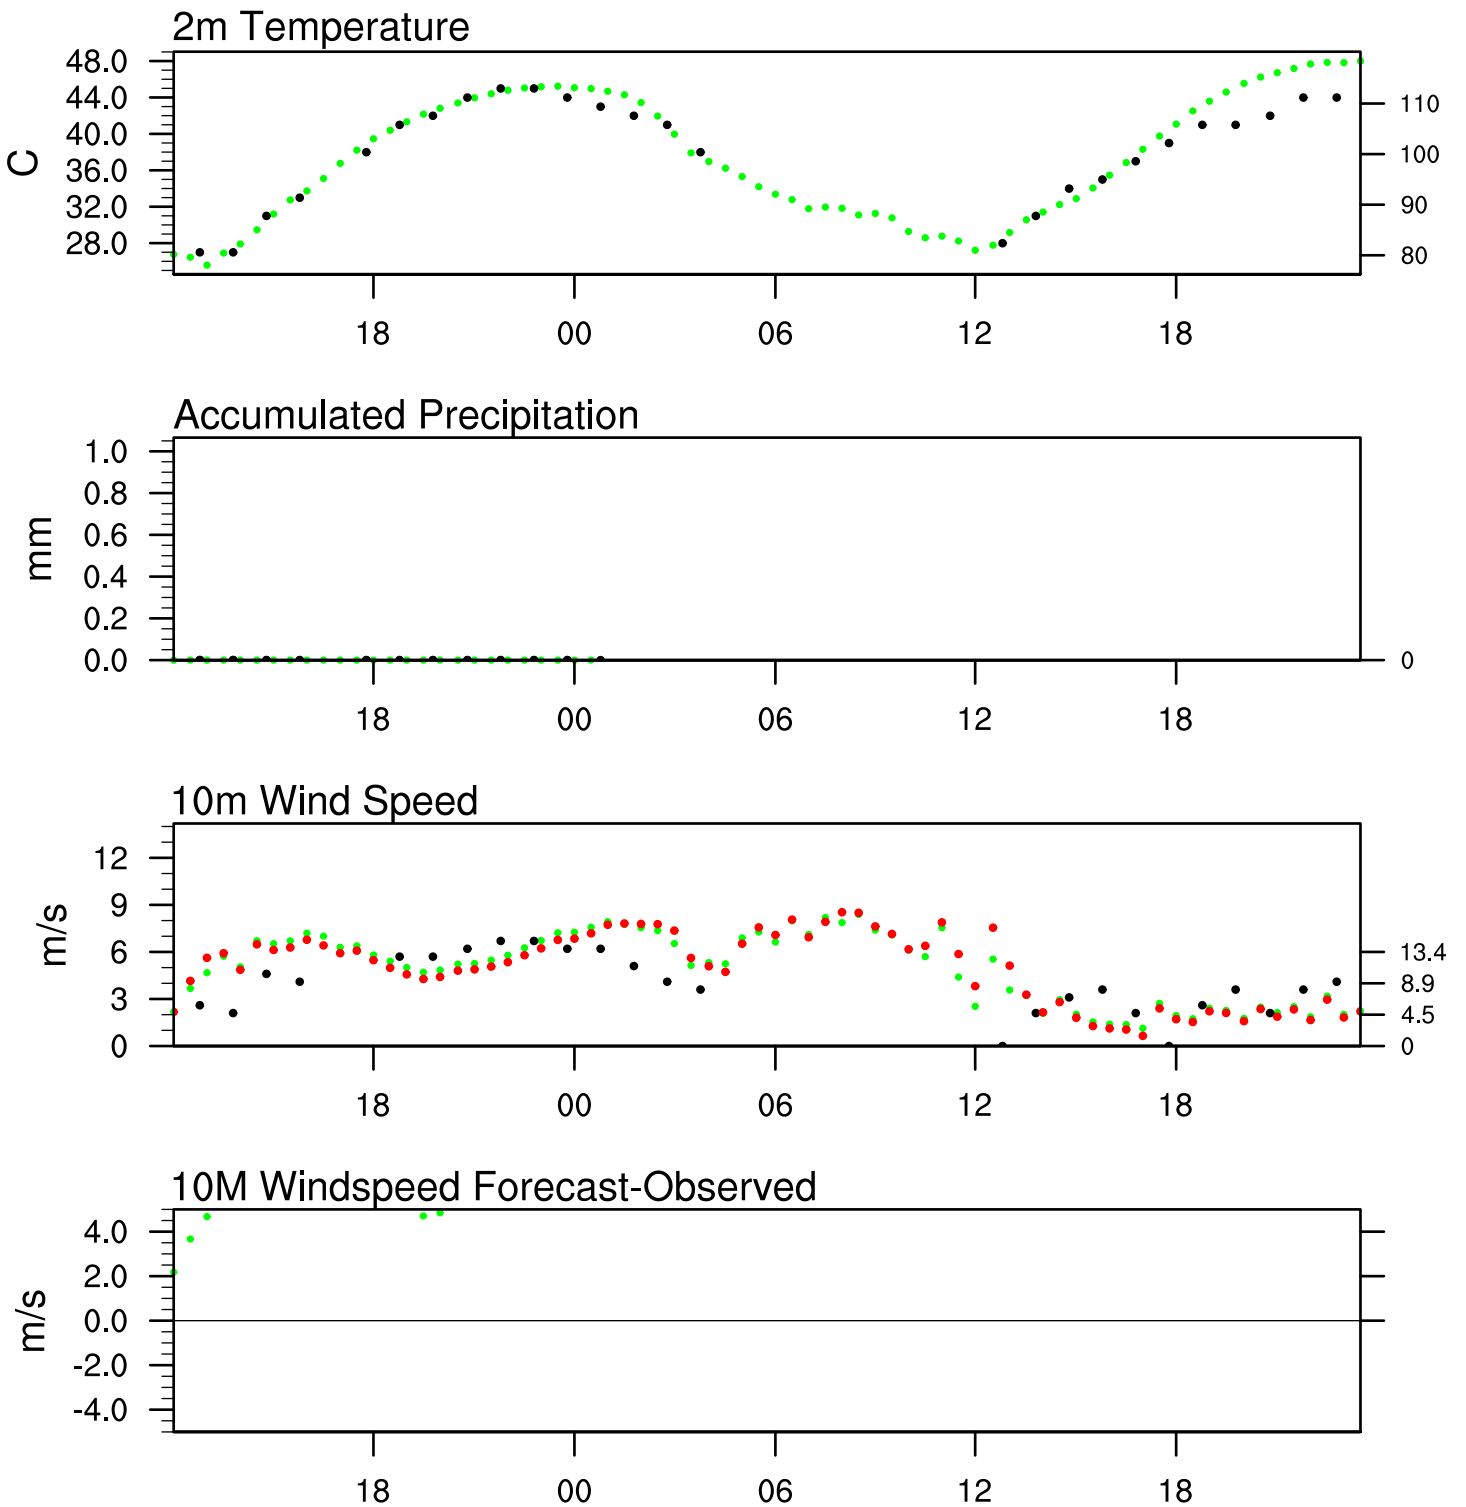 2m Temperature
48.0
44.0
40.0
36.0
32.0
28.0
C
110
100
90
80
18 00 06 12 18
Accumulated Precipitation
1.0
0.8
0.6
0.4
0.2
0.0
mm
0
18 00 06 12 18
10m Wind Speed
12
9
6
3
0
m/s
13.4
8.9
4.5
0
18 00 06 12 18
10M Windspeed Forecast-Observed
4.0
2.0
0.0
-2.0
-4.0
m/s
18 00 06 12 18